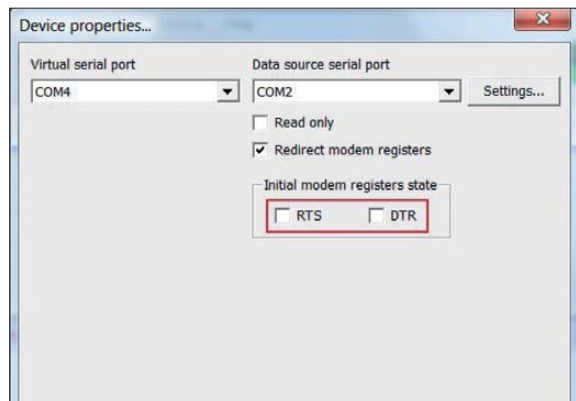 Device properties...
Virtual serial port
Data source serial port
COM4
COM2
Settings...
Read only
Redirect modem registers
Initial modem registers state
RTS
DTR